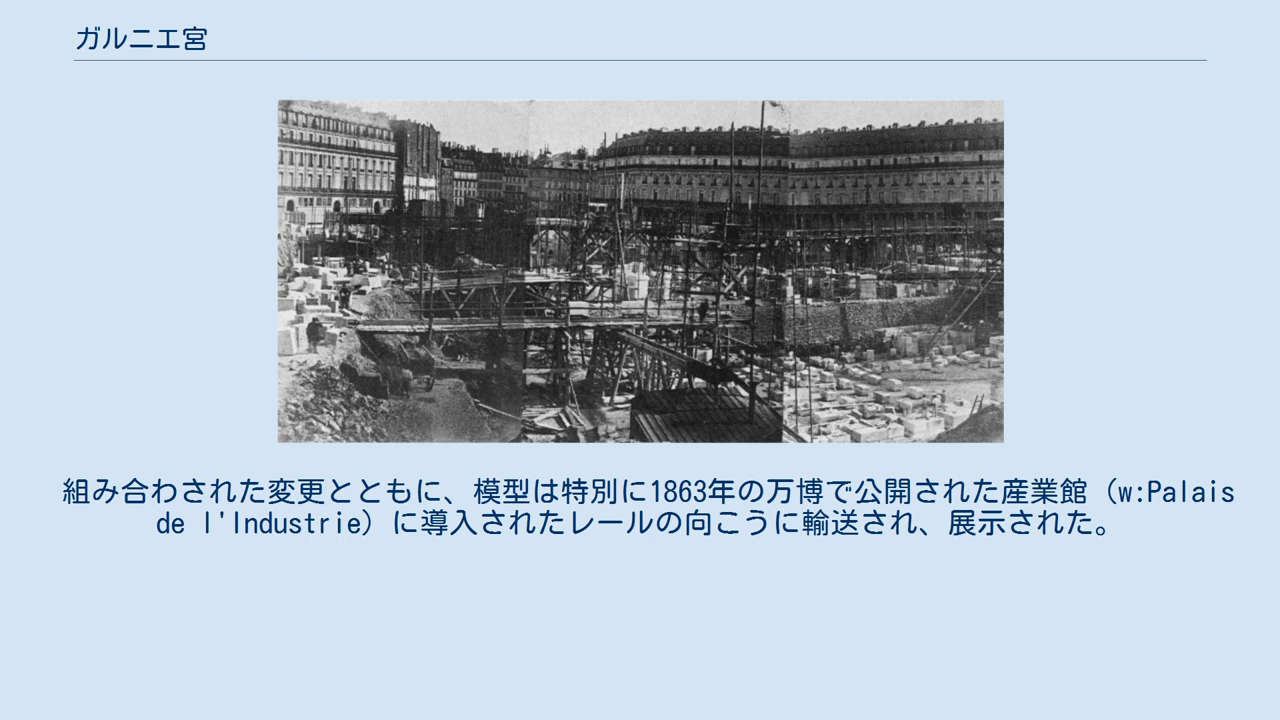 ガルニエ宮
組み合わされた変更とともに、模型は特別に1863年の万博で公開された産業館（w:Palais
de l'Industrie）に導入されたレールの向こうに輸送され、展示された。